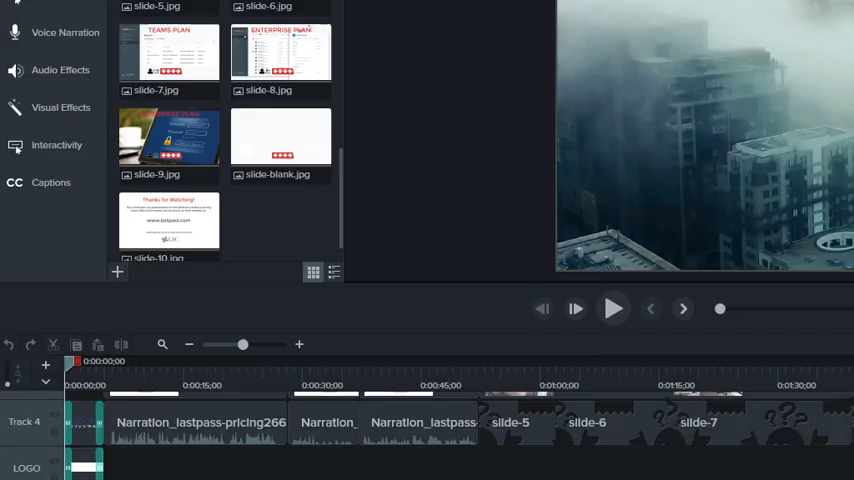 slide-5.jpg
slide-6.jpg
Voice Narration
Audio Effects
Visual Effects
Interactivity
CC Captions
TEAMS PLAN
ENTERPRISE PLAN
slide-7.jpg
slide-8.jpg
ENTERPRISE PLAN
slide-9.jpg
slide-blank.jpg
Thanks for Watching!
www.lastpass.com
slide-10.jpg
0:00:00;00
0:00:00;00
0:00:15;00
0:00:30;00
0:00:45;00
0:01:00;00
0:01:15;00
0:01:30;00
Track 4
Narration_lastpass-pricing266
Narration_
Narration_lastpass-
slide-5
slide-6
slide-7
LOGO